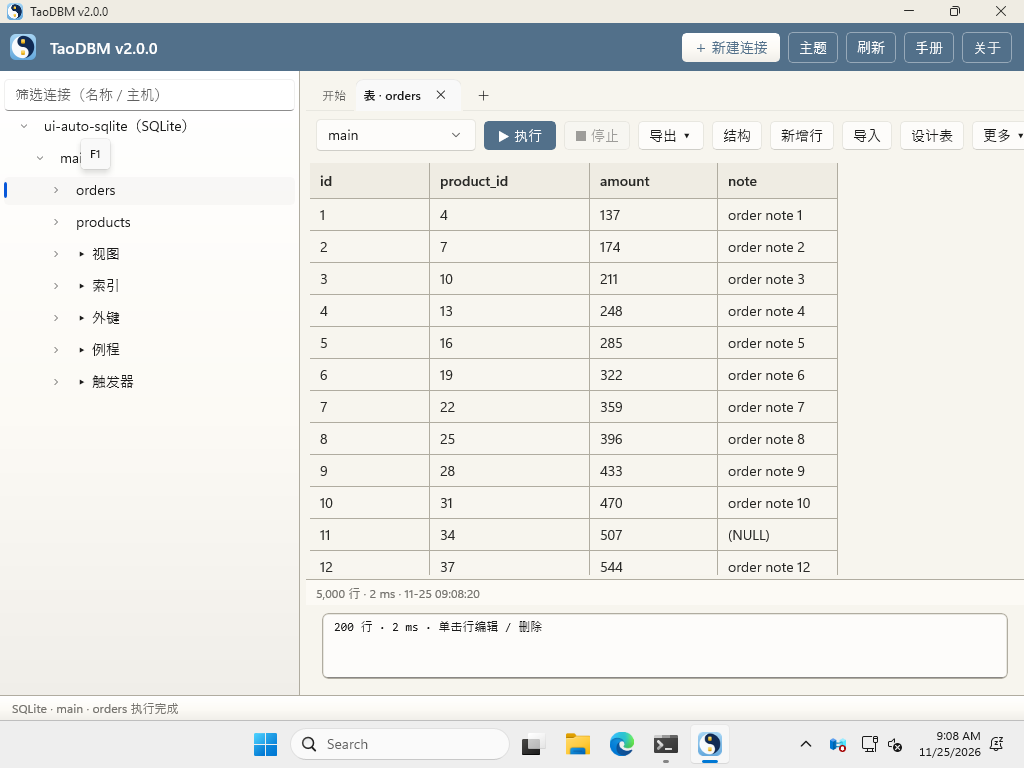 TaoDBM v2.0.0
TaoDBM v2.0.0
+ 新建连接 主题 刷新 手册 关于
筛选连接（名称 / 主机）
ui-auto-sqlite（SQLite）
mai
F1
orders
products
视图
索引
外键
例程
触发器
开始 表 · orders
main 执行 停止 导出 结构 新增行 导入 设计表 更多
id product_id amount note
1 4 137 order note 1
2 7 174 order note 2
3 10 211 order note 3
4 13 248 order note 4
5 16 285 order note 5
6 19 322 order note 6
7 22 359 order note 7
8 25 396 order note 8
9 28 433 order note 9
10 31 470 order note 10
11 34 507 (NULL)
12 37 544 order note 12
5,000 行 · 2 ms · 11-25 09:08:20
200 行 · 2 ms · 单击行编辑 / 删除
SQLite · main · orders 执行完成
Search
9:08 AM
11/25/2026